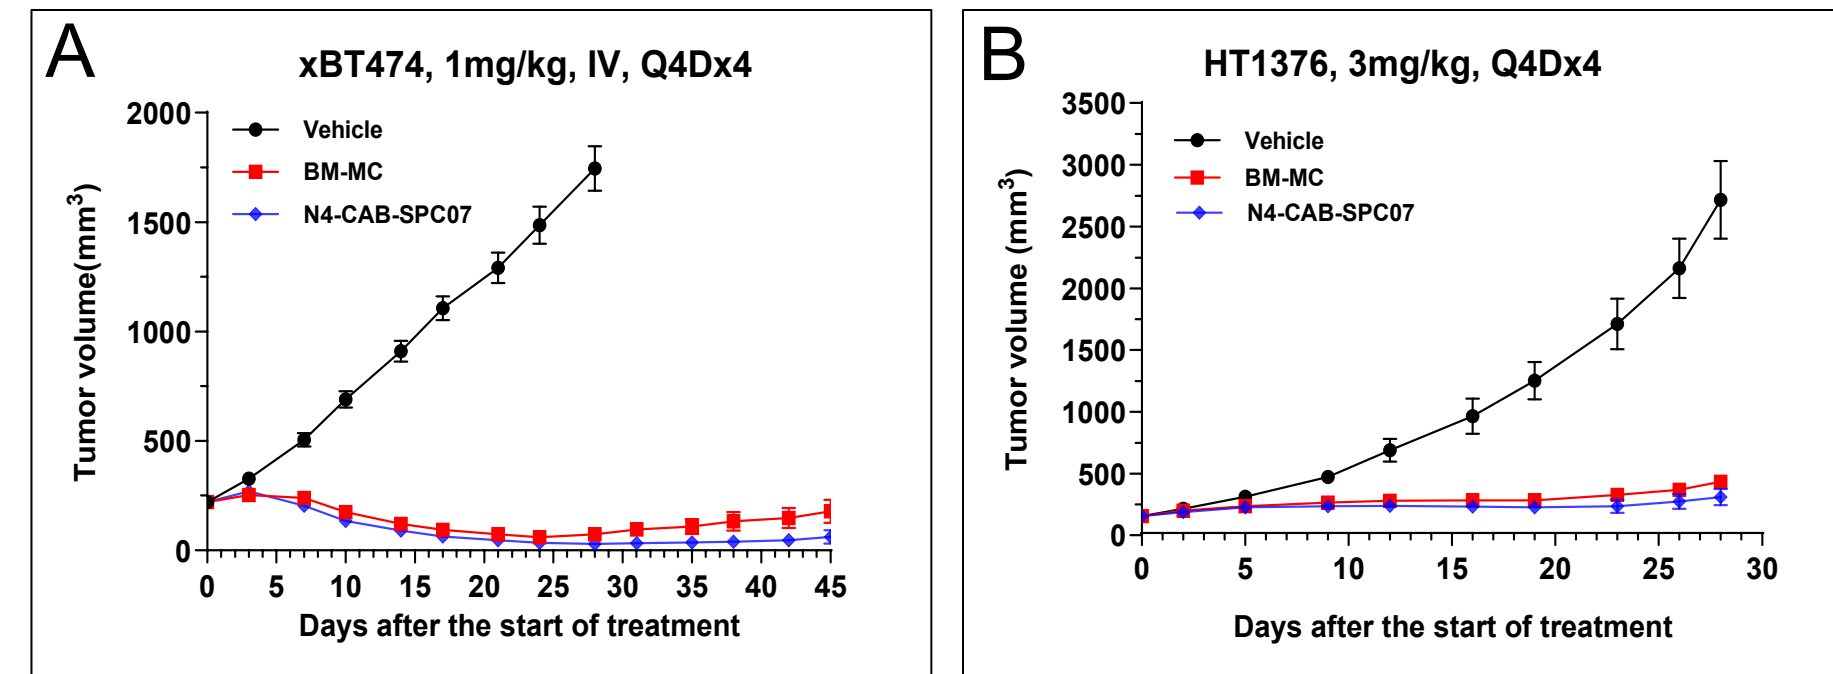 A
xBT474, 1mg/kg, IV, Q4Dx4
2000
1500
1000
500
0
Tumor volume(mm³)
Vehicle
BM-MC
N4-CAB-SPC07
0 5 10 15 20 25 30 35 40 45
Days after the start of treatment
B
HT1376, 3mg/kg, Q4Dx4
3500
3000
2500
2000
1500
1000
500
0
Tumor volume (mm³)
Vehicle
BM-MC
N4-CAB-SPC07
0 5 10 15 20 25 30
Days after the start of treatment